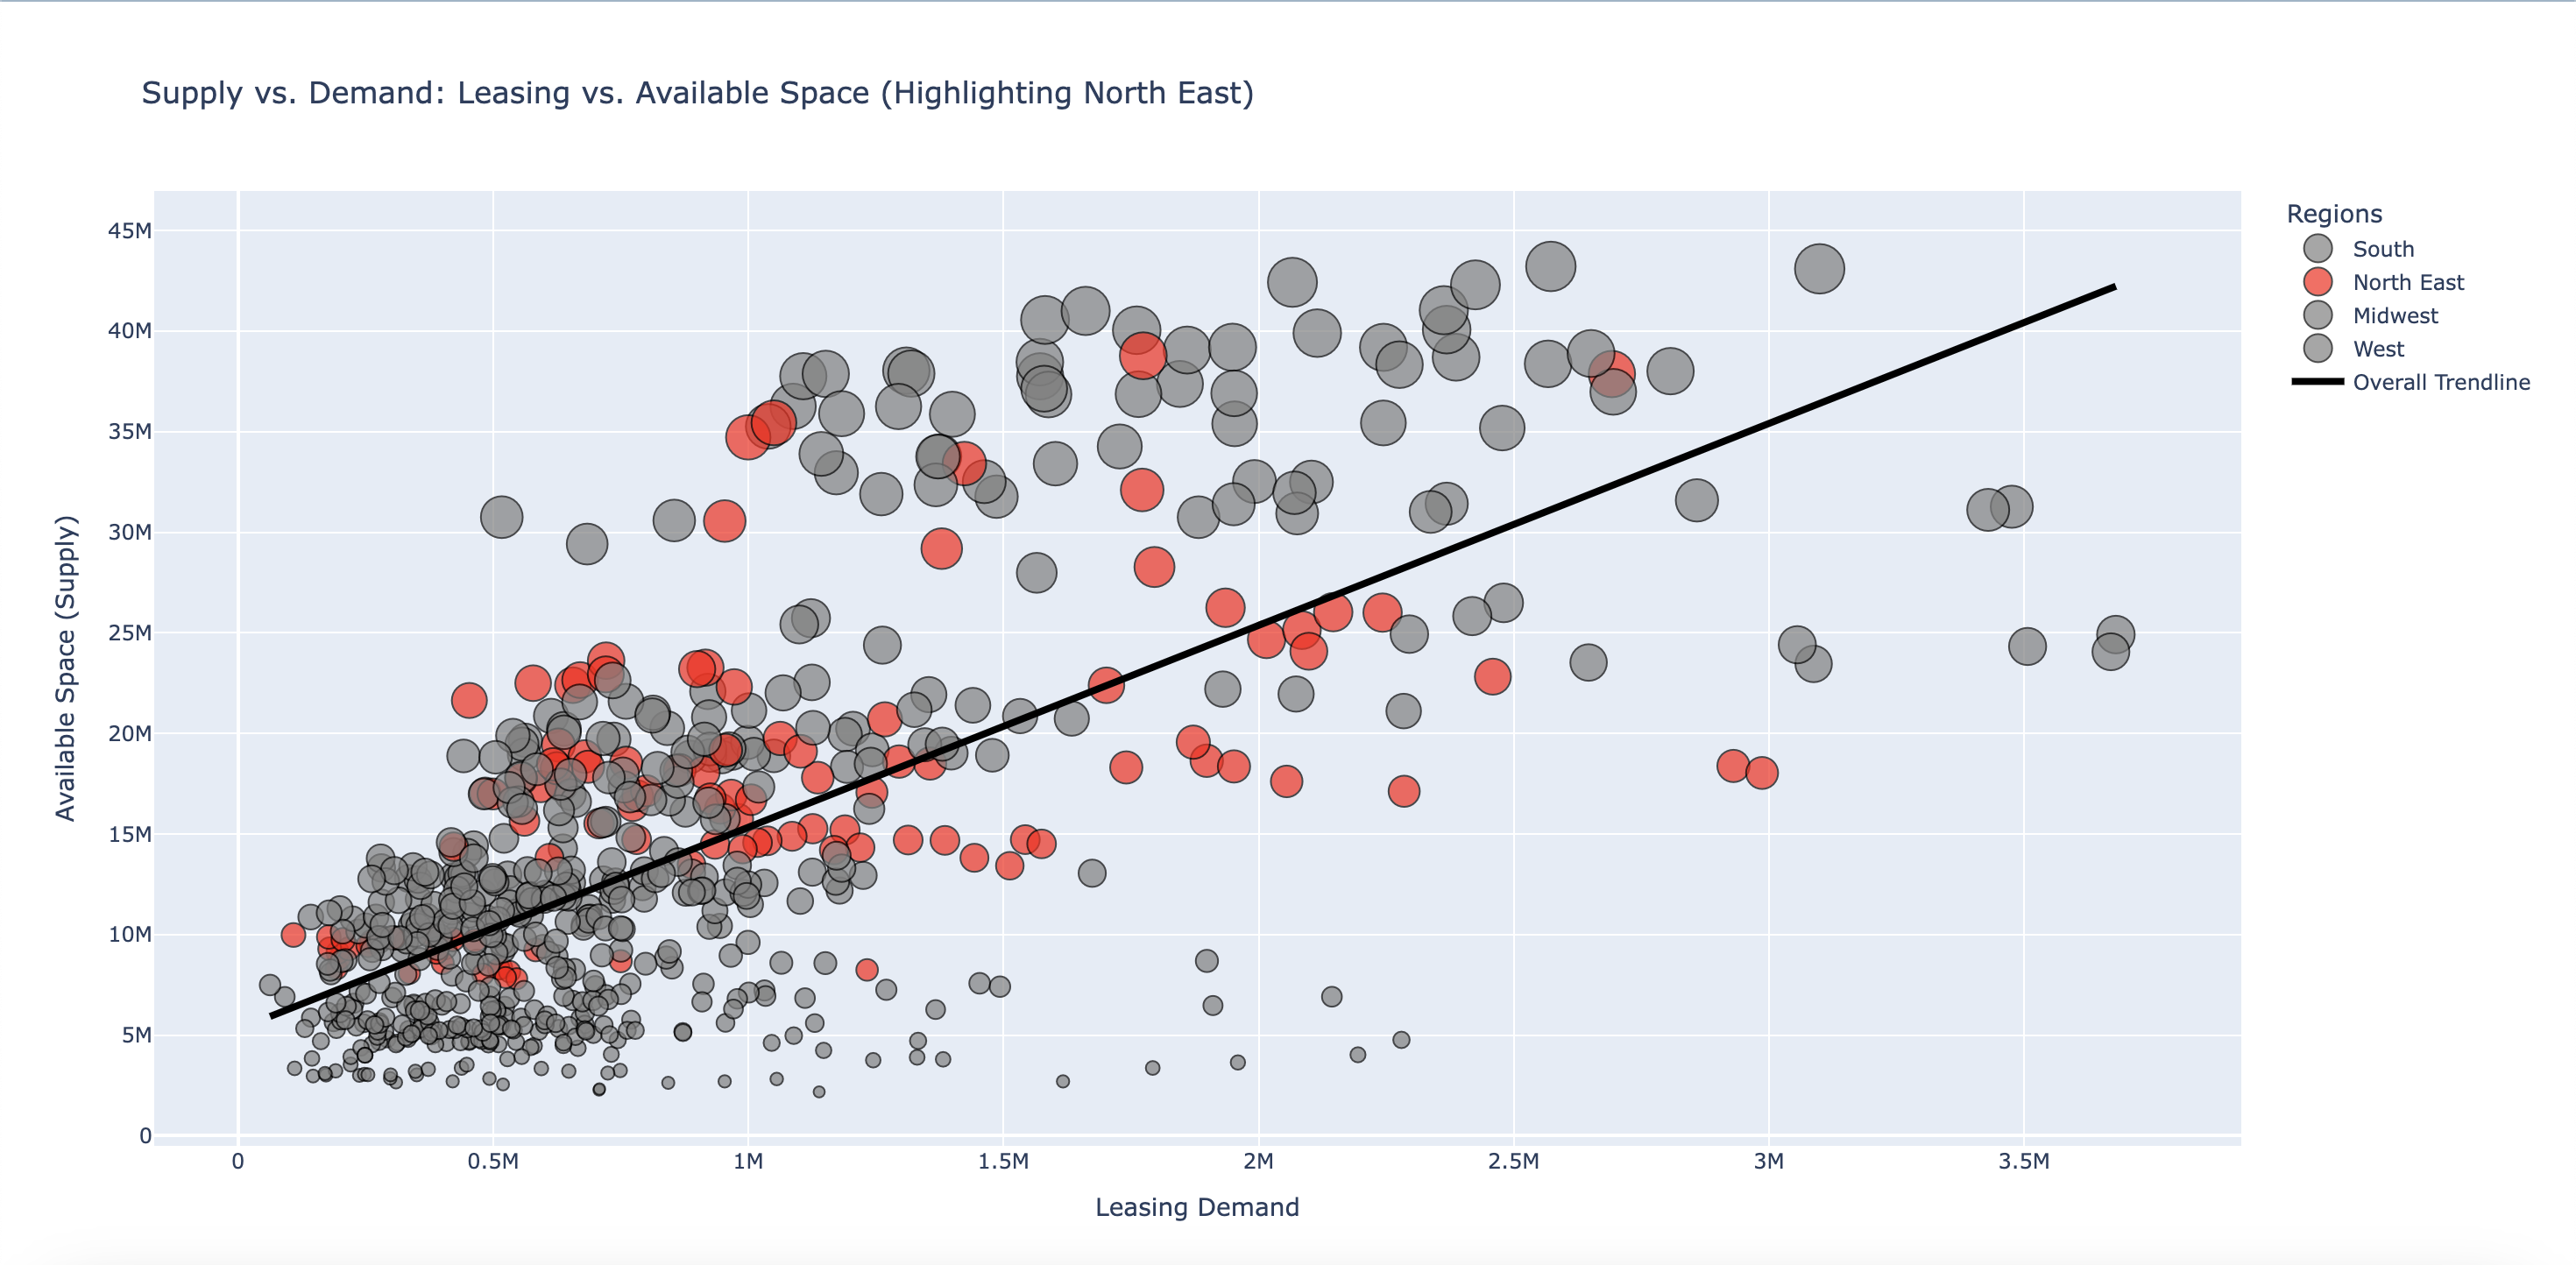 Supply vs. Demand: Leasing vs. Available Space (Highlighting North East)
Regions
South
North East
Midwest
West
Overall Trendline
Available Space (Supply)
45M
40M
35M
30M
25M
20M
15M
10M
5M
0
0 0.5M 1M 1.5M 2M 2.5M 3M 3.5M
Leasing Demand